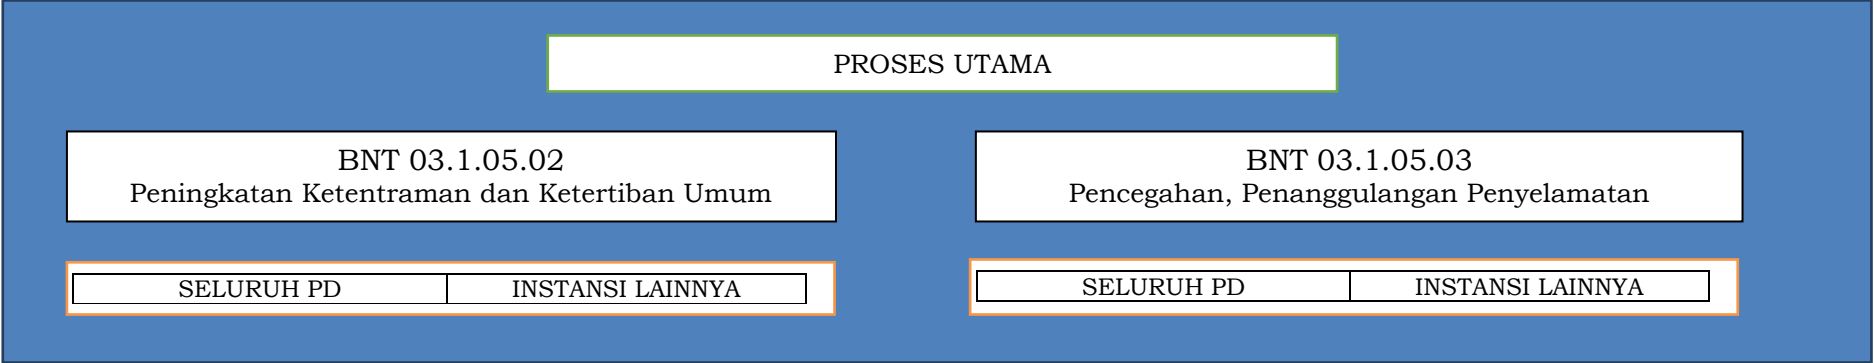 PROSES UTAMA
BNT 03.1.05.02
Peningkatan Ketentraman dan Ketertiban Umum
SELURUH PD
INSTANSI LAINNYA
BNT 03.1.05.03
Pencegahan, Penanggulangan Penyelamatan
SELURUH PD
INSTANSI LAINNYA